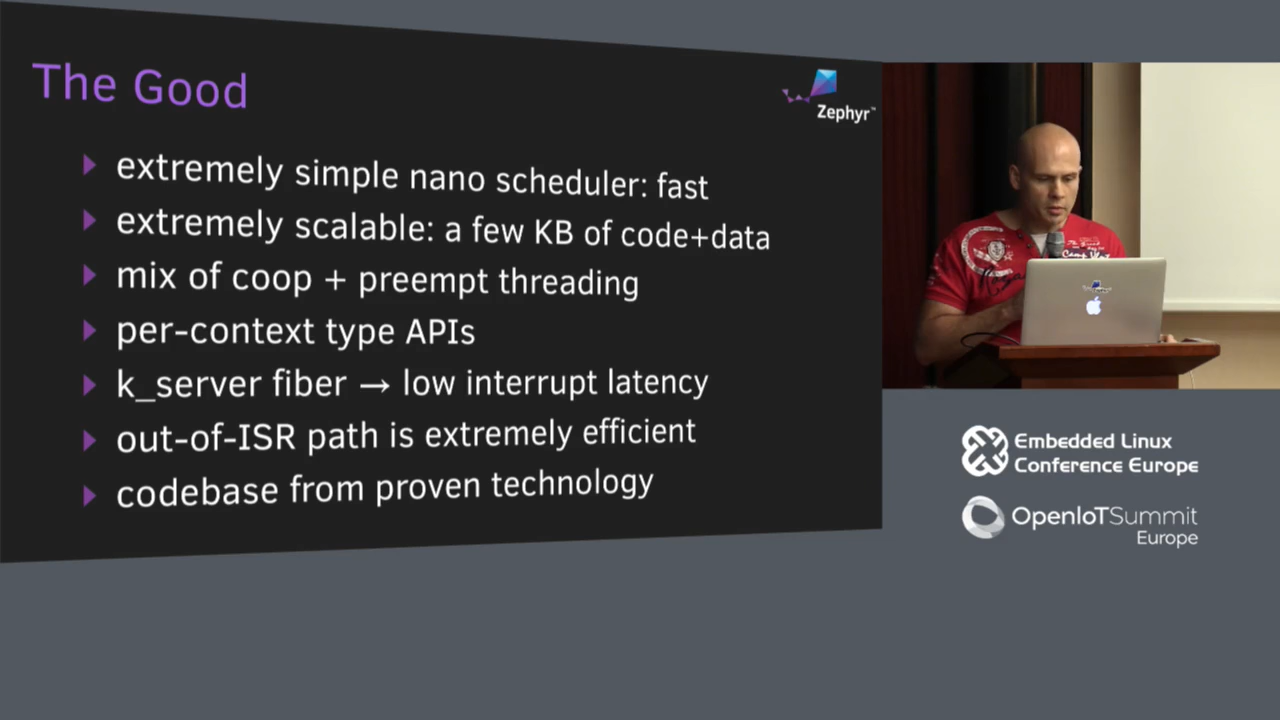 The Good
Zephyr™
extremely simple nano scheduler: fast
extremely scalable: a few KB of code+data
mix of coop + preempt threading
per-context type APIs
k_server fiber → low interrupt latency
out-of-ISR path is extremely efficient
codebase from proven technology
Embedded Linux
Conference Europe
OpenIoTSummit
Europe